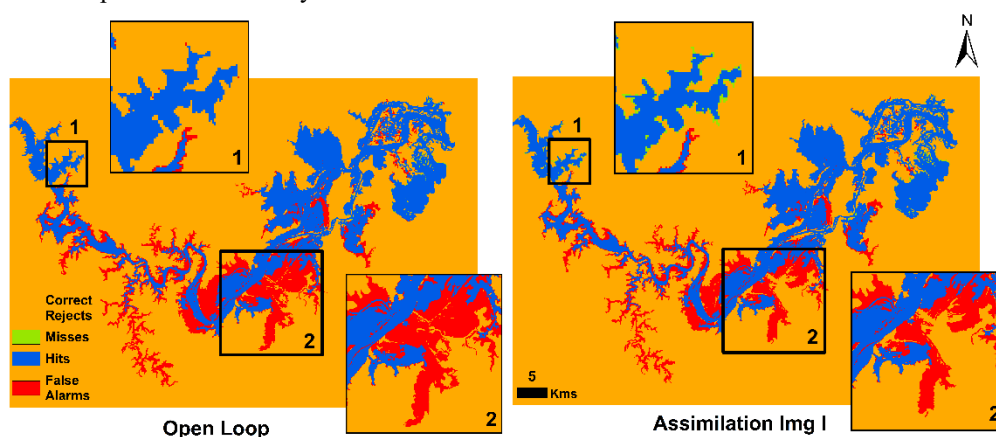 N
1
1
2
2
Correct
Rejects
Misses
Hits
False
Alarms
Open Loop
1
1
2
2
5
Kms
Assimilation Img I